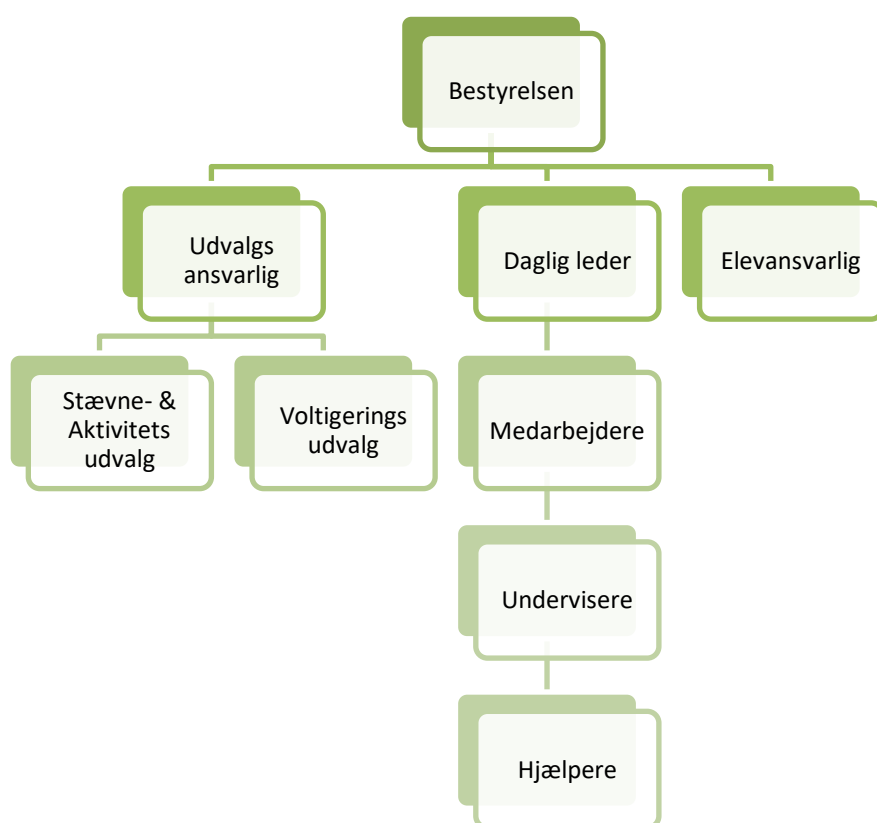 Bestyrelsen
Udvalgs
ansvarlig
Daglig leder
Elevansvarlig
Stævne- &
Aktivitets
udvalg
Voltigerings
udvalg
Medarbejdere
Undervisere
Hjælpere